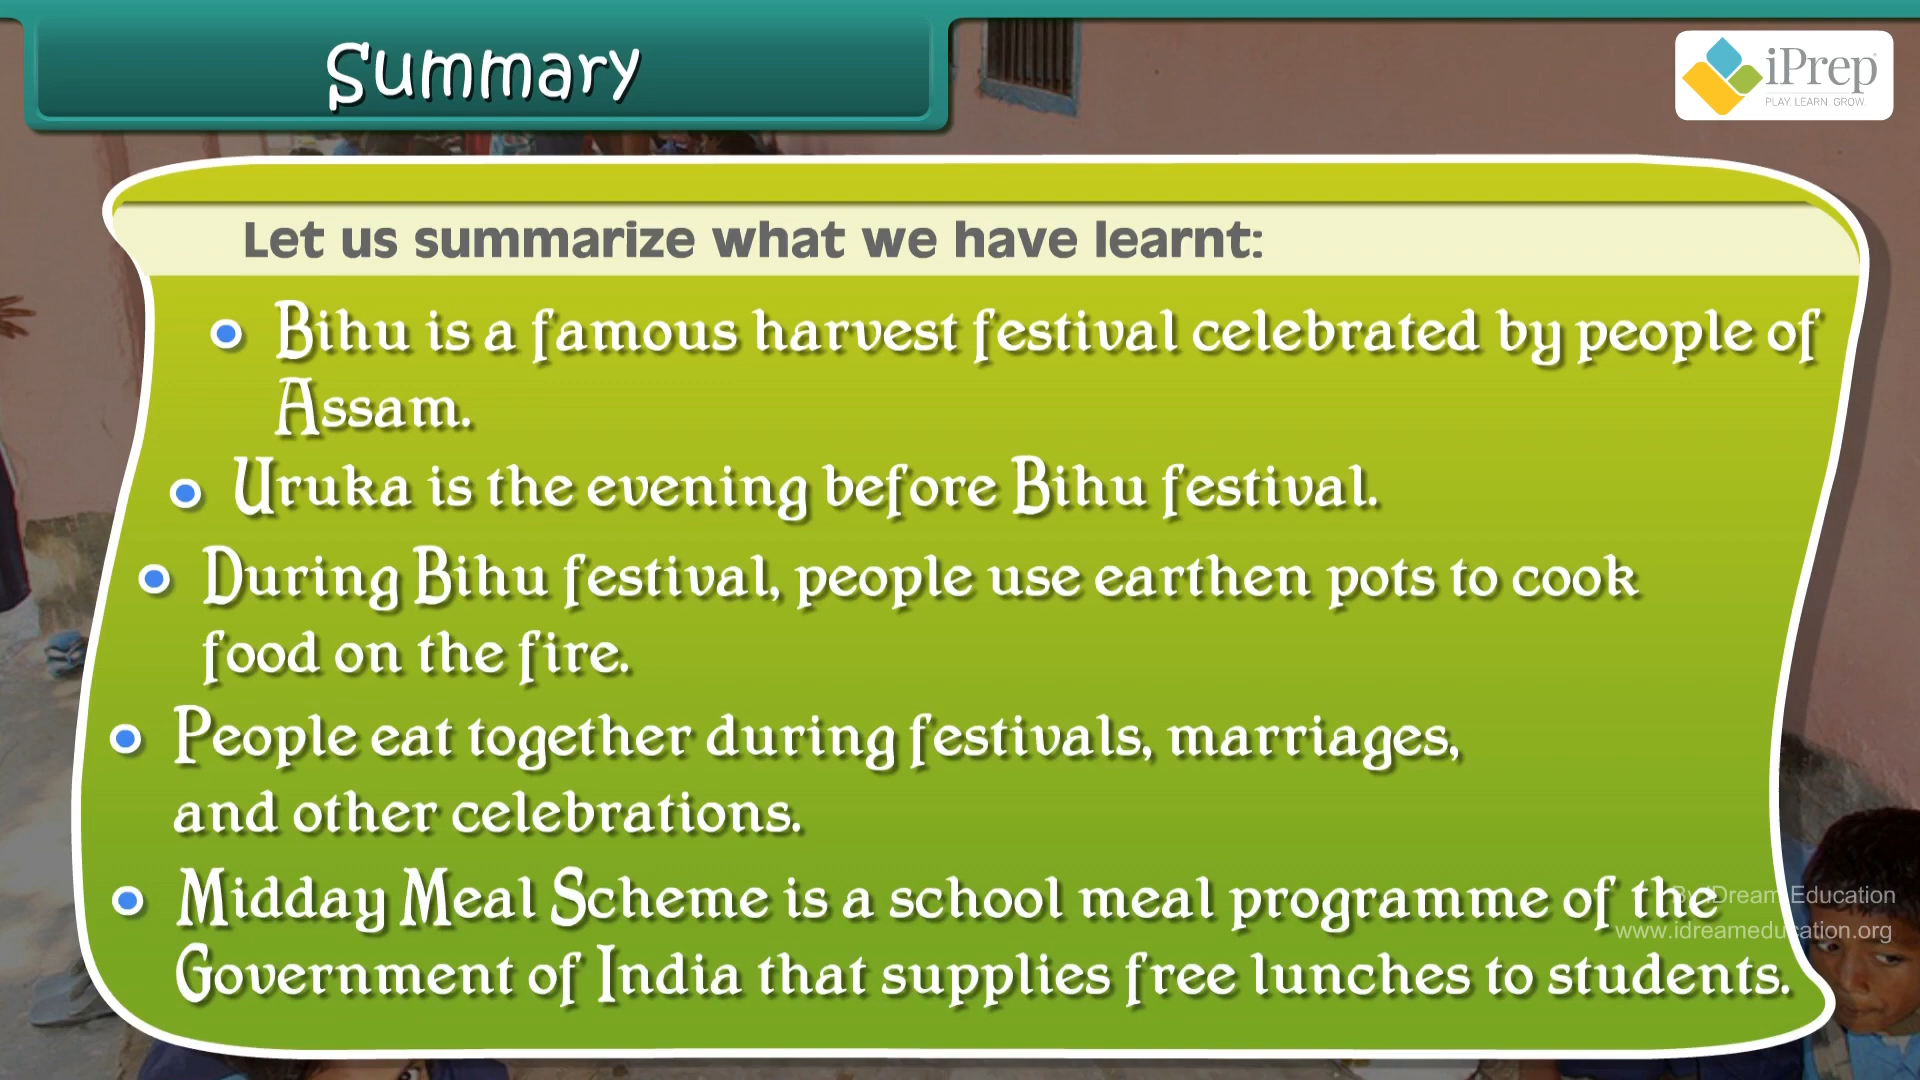 Summary
iPrep
PLAY. LEARN. GROW.
Let us summarize what we have learnt:
Bihu is a famous harvest festival celebrated by people of
Assam.
Uruka is the evening before Bihu festival.
During Bihu festival, people use earthen pots to cook
food on the fire.
People eat together during festivals, marriages,
and other celebrations.
Midday Meal Scheme is a school meal programme of the
By iDream Education
www.idreameducation.org
Government of India that supplies free lunches to students.